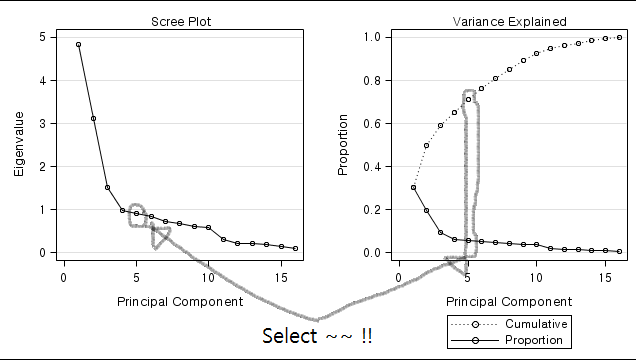 Scree Plot
Variance Explained
5
4
3
2
1
0
Eigenvalue
0 5 10 15
Principal Component
1.0
0.8
0.6
0.4
0.2
0.0
Proportion
0 5 10 15
Principal Component
Cumulative
Proportion
Select ~~ !!